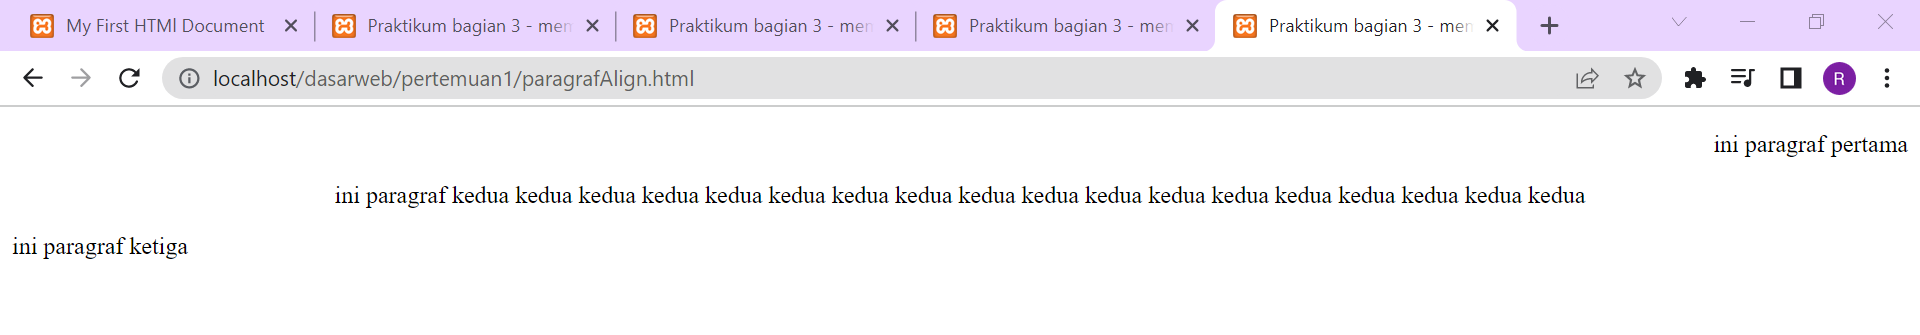 My First HTMl Document
Praktikum bagian 3 - men
Praktikum bagian 3 - men
Praktikum bagian 3 - men
Praktikum bagian 3 - men
localhost/dasarweb/pertemuan1/paragrafAlign.html
R
ini paragraf pertama
ini paragraf kedua kedua kedua kedua kedua kedua kedua kedua kedua kedua kedua kedua kedua kedua kedua kedua kedua kedua
ini paragraf ketiga